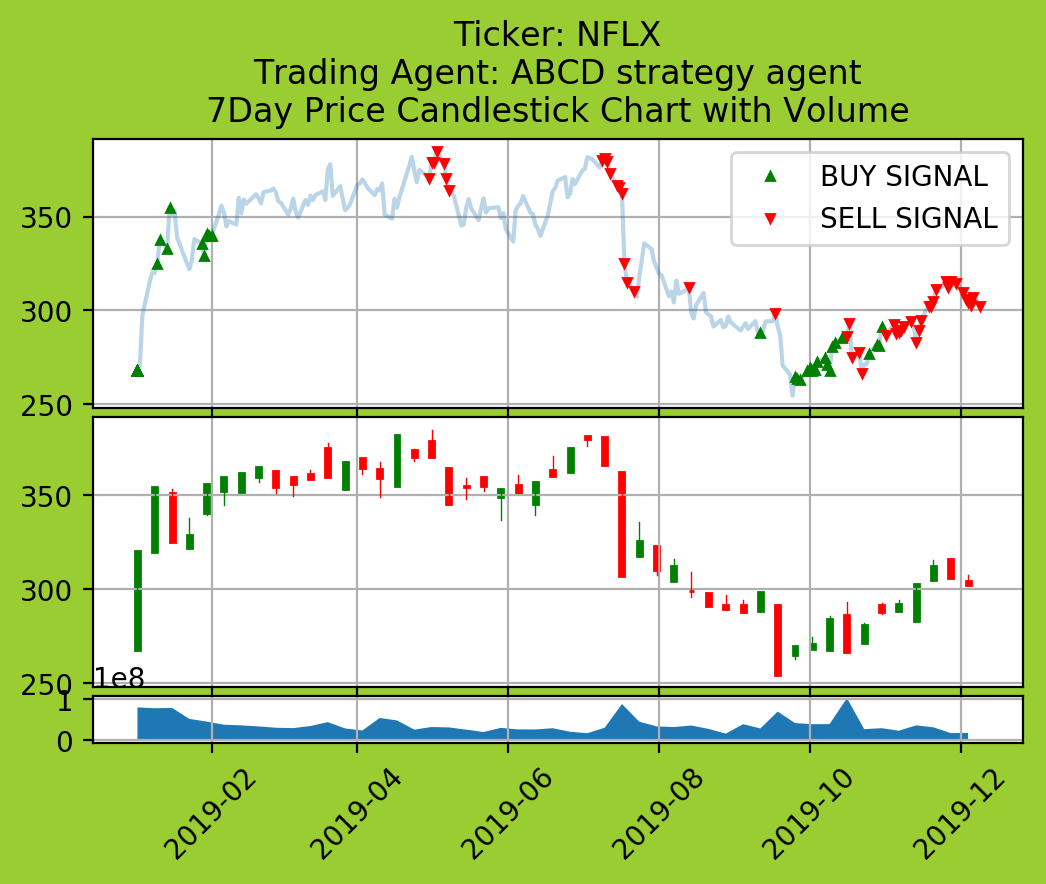 Ticker: NFLX
Trading Agent: ABCD strategy agent
7Day Price Candlestick Chart with Volume
BUY SIGNAL
SELL SIGNAL
350
300
250
350
300
250
1e8
1
0
2019-02
2019-04
2019-06
2019-08
2019-10
2019-12